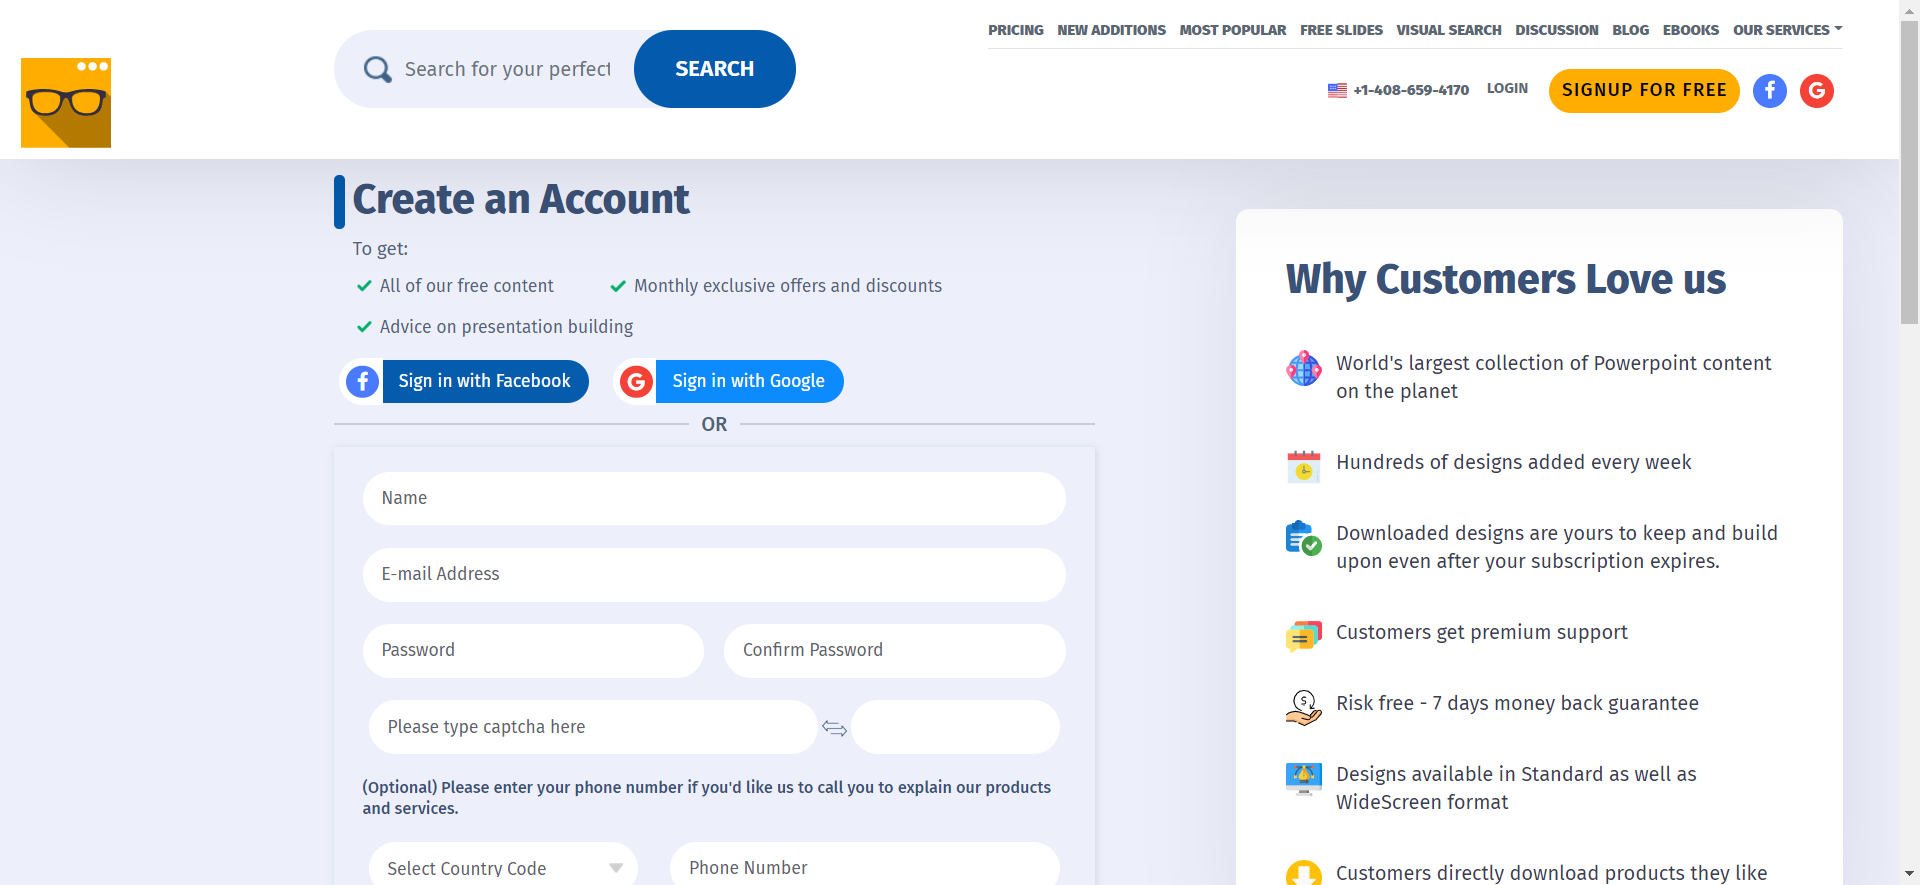 PRICING NEW ADDITIONS MOST POPULAR FREE SLIDES VISUAL SEARCH DISCUSSION BLOG EBOOKS OUR SERVICES
Search for your perfect
SEARCH
+1-408-659-4170
LOGIN
SIGNUP FOR FREE
Create an Account
To get:
All of our free content
Monthly exclusive offers and discounts
Advice on presentation building
Sign in with Facebook
Sign in with Google
OR
Name
E-mail Address
Password
Confirm Password
Please type captcha here
(Optional) Please enter your phone number if you'd like us to call you to explain our products
and services.
Select Country Code
Phone Number
Why Customers Love us
World's largest collection of Powerpoint content
on the planet
Hundreds of designs added every week
Downloaded designs are yours to keep and build
upon even after your subscription expires.
Customers get premium support
Risk free - 7 days money back guarantee
Designs available in Standard as well as
WideScreen format
Customers directly download products they like